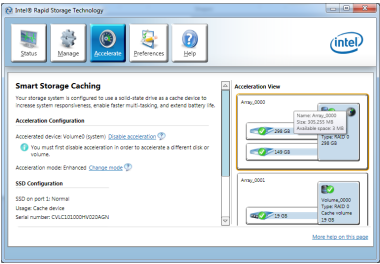 Intel® Rapid Storage Technology
Status
Manage
Accelerate
Preferences
Help
intel
Smart Storage Caching
Your storage system is configured to use a solid-state drive as a cache device to
increase system responsiveness, enable faster multi-tasking, and extend battery life.
Acceleration Configuration
Accelerated device: Volume0 (system) Disable acceleration
You must first disable acceleration in order to accelerate a different disk or
volume.
Acceleration mode: Enhanced Change mode
SSD Configuration
SSD on port 1: Normal
Usage: Cache device
Serial number: CVLC101000HV020AGN
Acceleration View
Array_0000
Name: Array_0000
Size: 305,255 MB
Available space: 3 MB
Type: RAID 0
298 GB
298 GB
149 GB
Array_0001
Volume_0000
Type: RAID 0
Cache volume
19 GB
19 GB
More help on this page